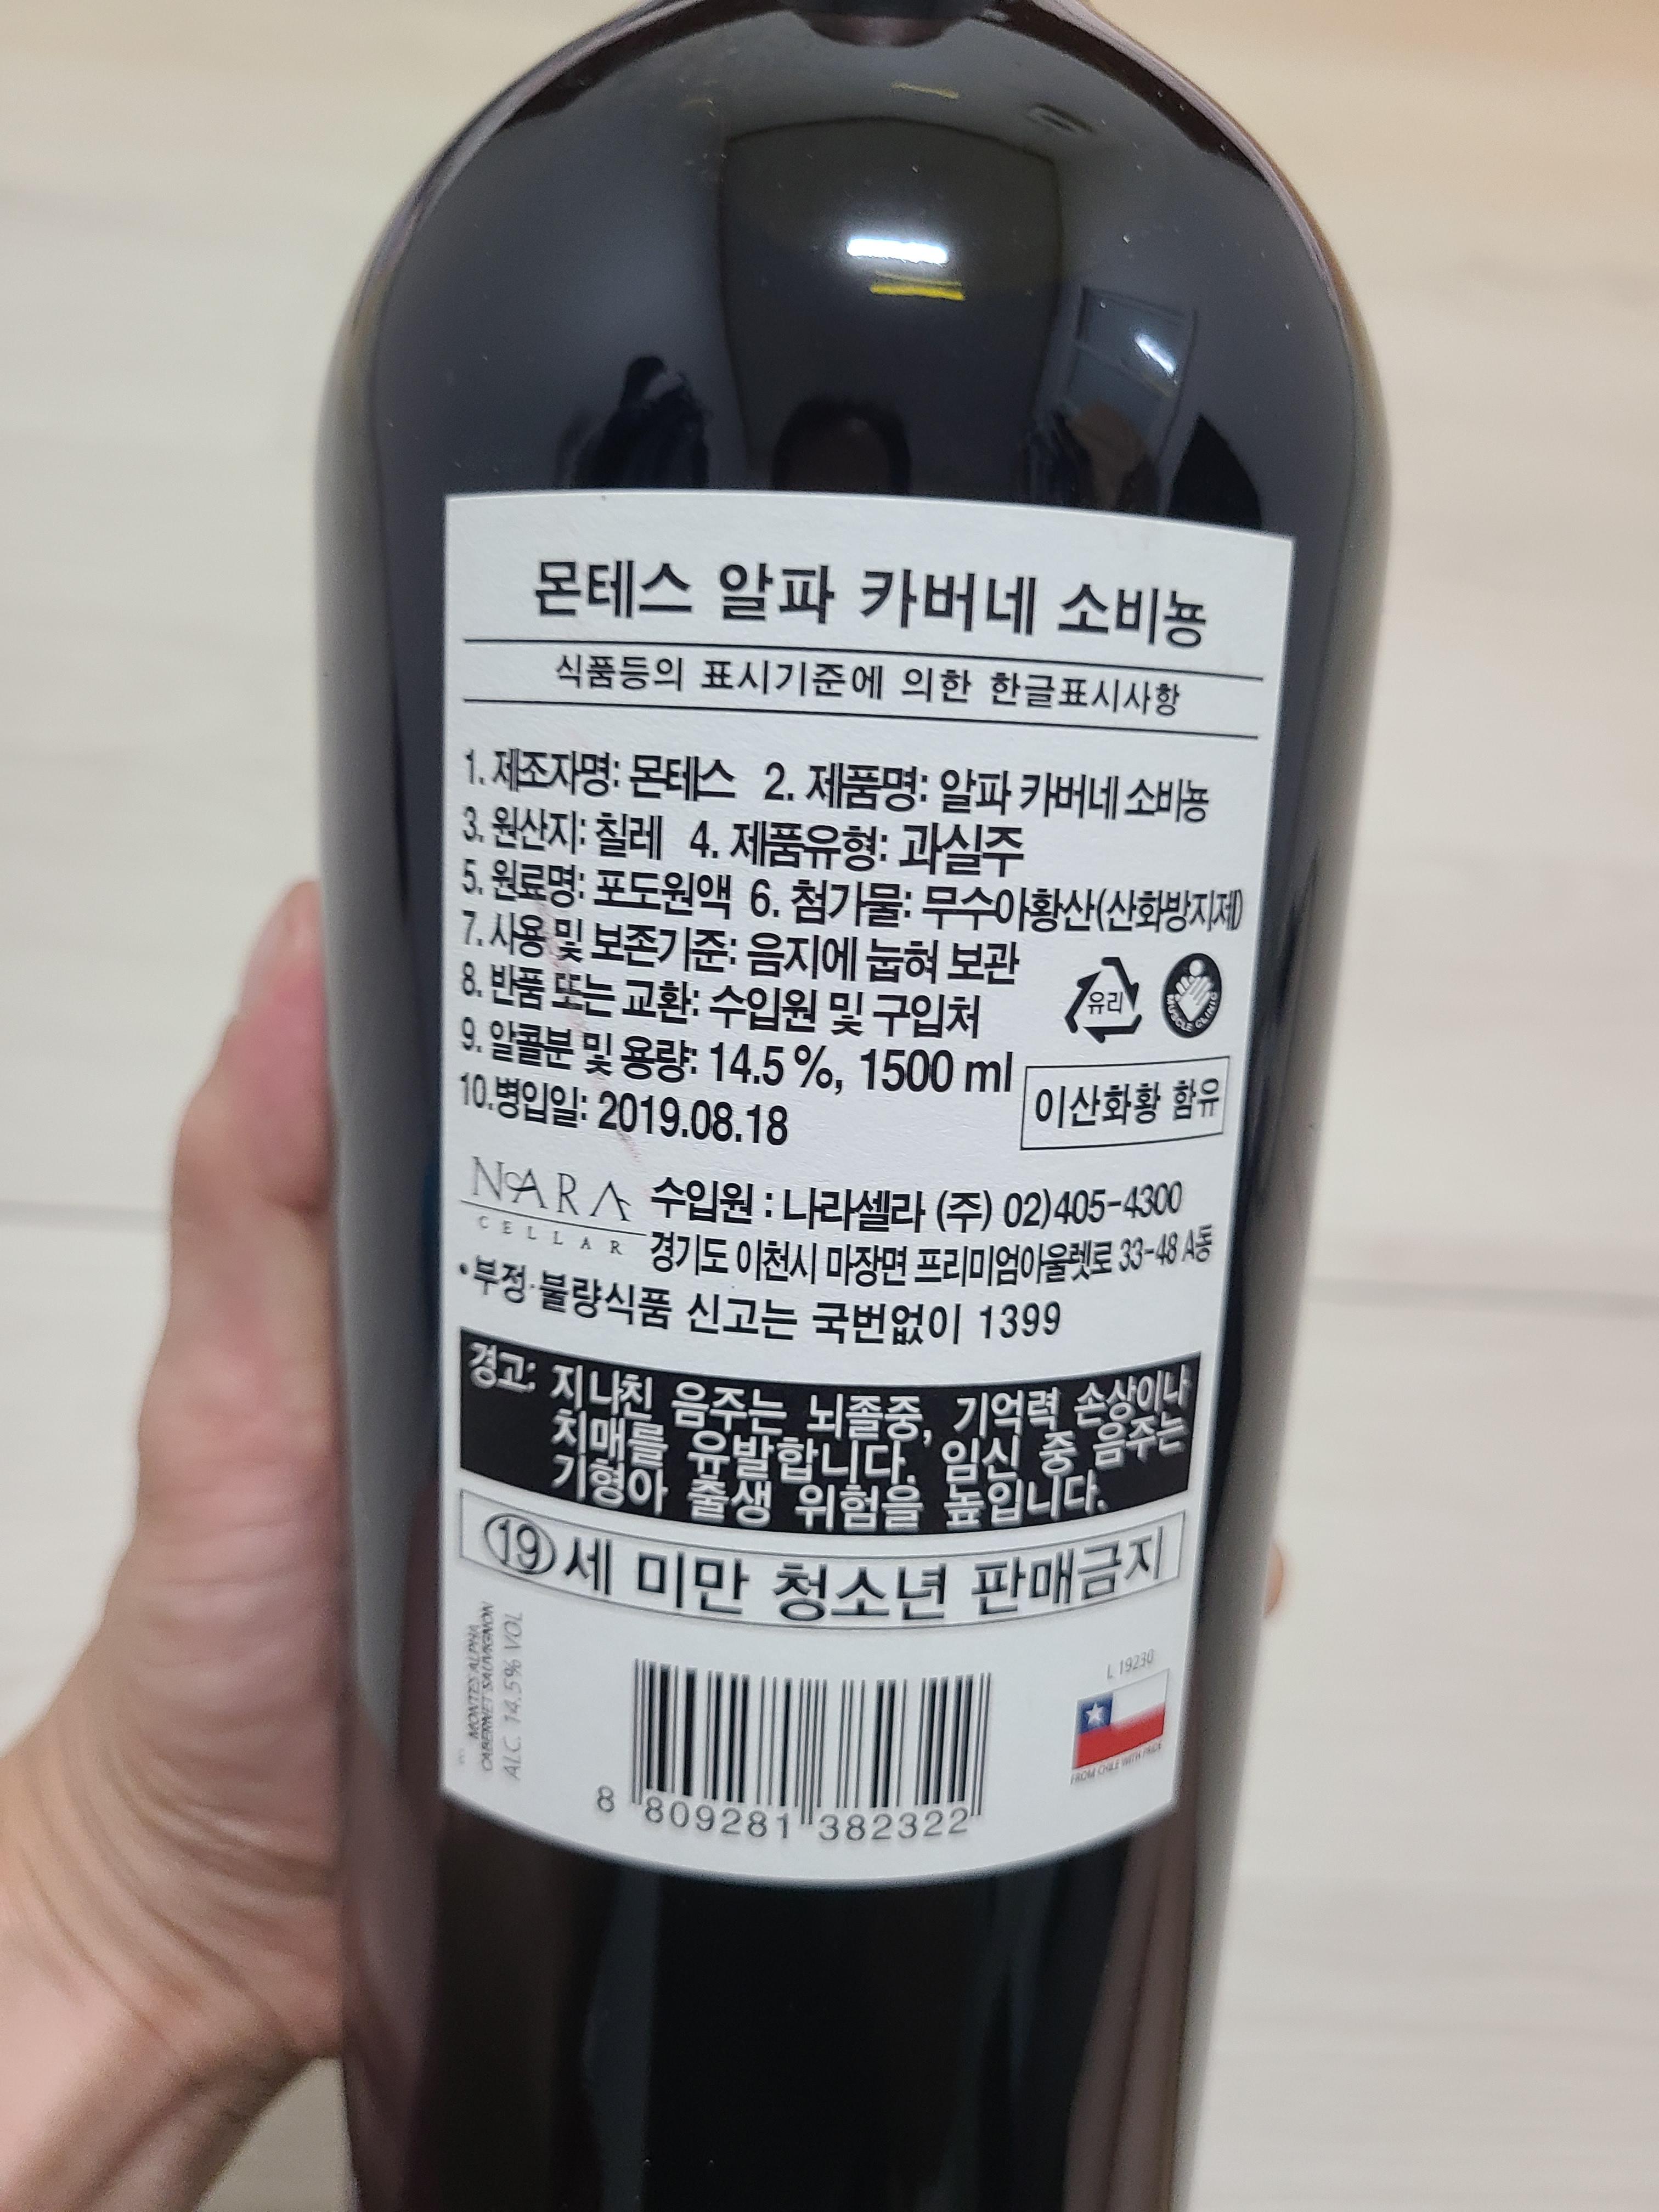 몬테스 알파 카버네 소비뇽
식품등의 표시기준에 의한 한글표시사항
1. 제조자명: 몬테스 2. 제품명: 알파 카버네 소비뇽
3. 원산지: 칠레 4. 제품유형: 과실주
5. 원료명: 포도원액 6. 첨가물: 무수아황산(산화방지제)
7. 사용 및 보존기준: 음지에 눕혀 보관
8. 반품 또는 교환: 수입원 및 구입처
9. 알콜분 및 용량: 14.5%, 1500 ml
10.병입일: 2019.08.18
유리
MUSCLE CLINIC
이산화황 함유
NARA
CELLAR
수입원 : 나라셀라 (주) 02)405-4300
경기도 이천시 마장면 프리미엄아울렛로 33-48 A동
•부정·불량식품 신고는 국번없이 1399
경고: 지나친 음주는 뇌졸중, 기억력 손상이나
치매를 유발합니다. 임신 중 음주는
기형아 출생 위험을 높입니다.
19세 미만 청소년 판매금지
MONTES ALPHA
CABERNET SAUVIGNON
ALC. 14.5% VOL
8 809281 382322
L 19230
FROM CHILE WITH PRIDE